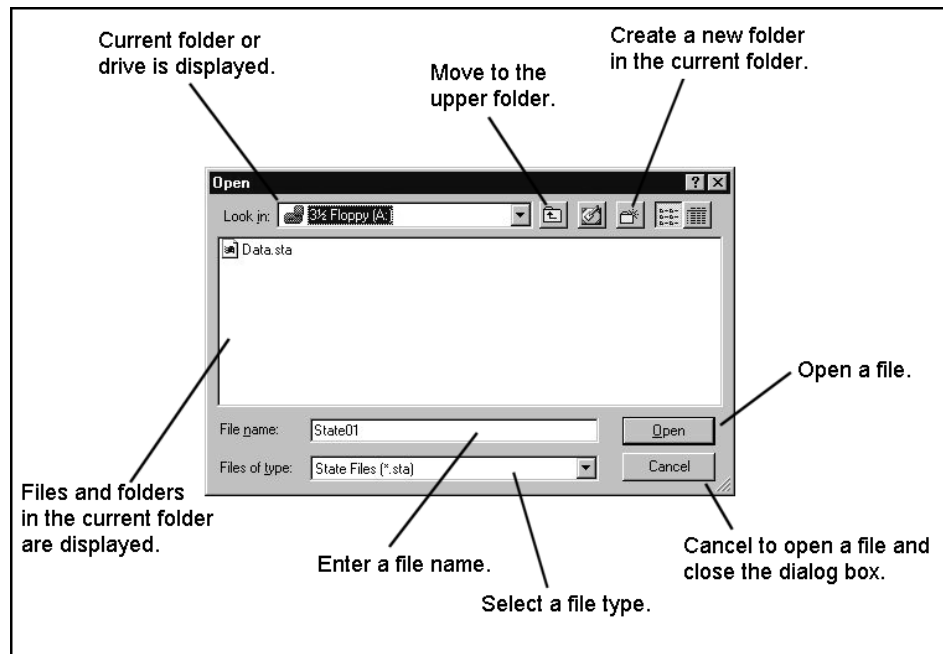 Current folder or
drive is displayed.
Move to the
upper folder.
Create a new folder
in the current folder.
Open
Look in: 3½ Floppy (A:)
Data.sta
Open a file.
File name: State01 Open
Files of type: State Files (*.sta) Cancel
Files and folders
in the current folder
are displayed.
Enter a file name.
Select a file type.
Cancel to open a file and
close the dialog box.